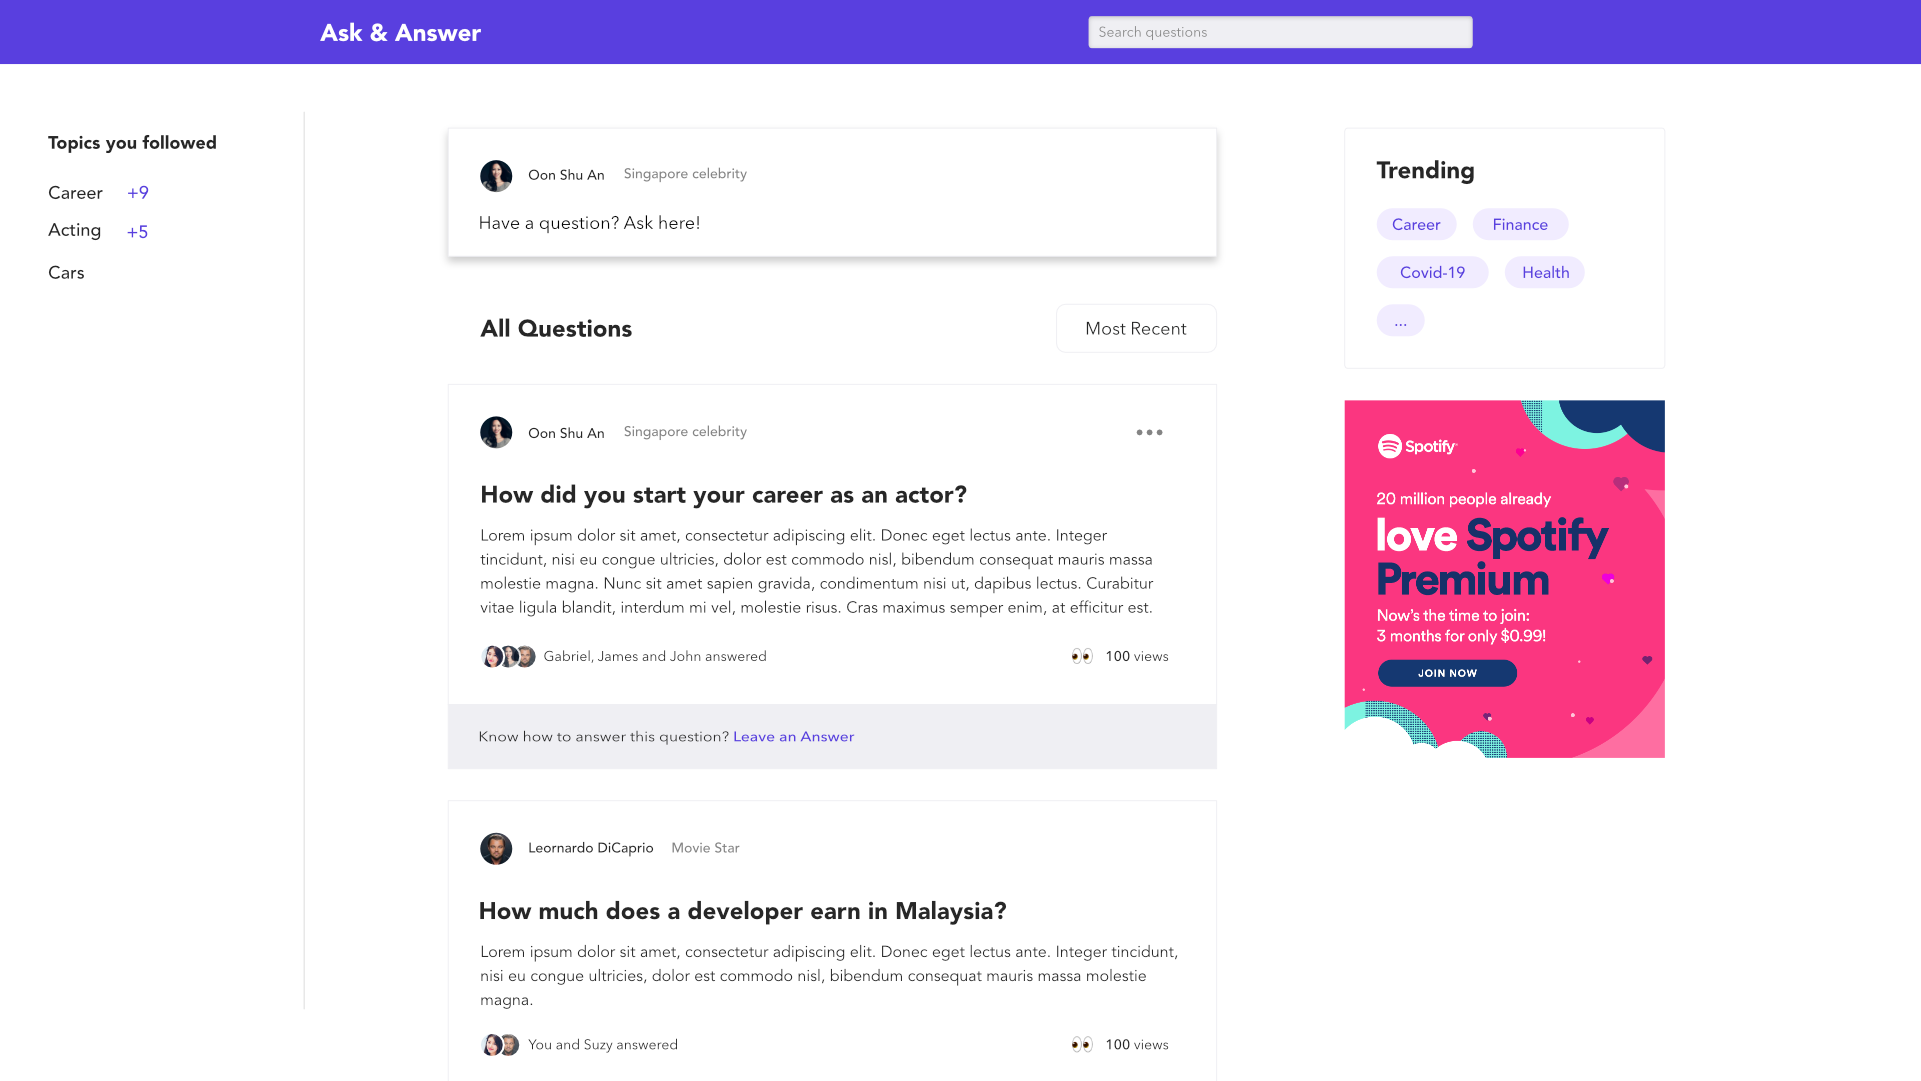 Ask & Answer
Search questions
Topics you followed
Career +9
Acting +5
Cars
Oon Shu An Singapore celebrity
Have a question? Ask here!
All Questions
Most Recent
Oon Shu An Singapore celebrity
How did you start your career as an actor?
Lorem ipsum dolor sit amet, consectetur adipiscing elit. Donec eget lectus ante. Integer
tincidunt, nisi eu congue ultricies, dolor est commodo nisl, bibendum consequat mauris massa
molestie magna. Nunc sit amet sapien gravida, condimentum nisi ut, dapibus lectus. Curabitur
vitae ligula blandit, interdum mi vel, molestie risus. Cras maximus semper enim, at efficitur est.
Gabriel, James and John answered
100 views
Know how to answer this question? Leave an Answer
Leornardo DiCaprio Movie Star
How much does a developer earn in Malaysia?
Lorem ipsum dolor sit amet, consectetur adipiscing elit. Donec eget lectus ante. Integer tincidunt,
nisi eu congue ultricies, dolor est commodo nisl, bibendum consequat mauris massa molestie
magna.
You and Suzy answered
100 views
Trending
Career Finance
Covid-19 Health
...
Spotify
20 million people already
love Spotify
Premium
Now's the time to join:
3 months for only $0.99!
JOIN NOW